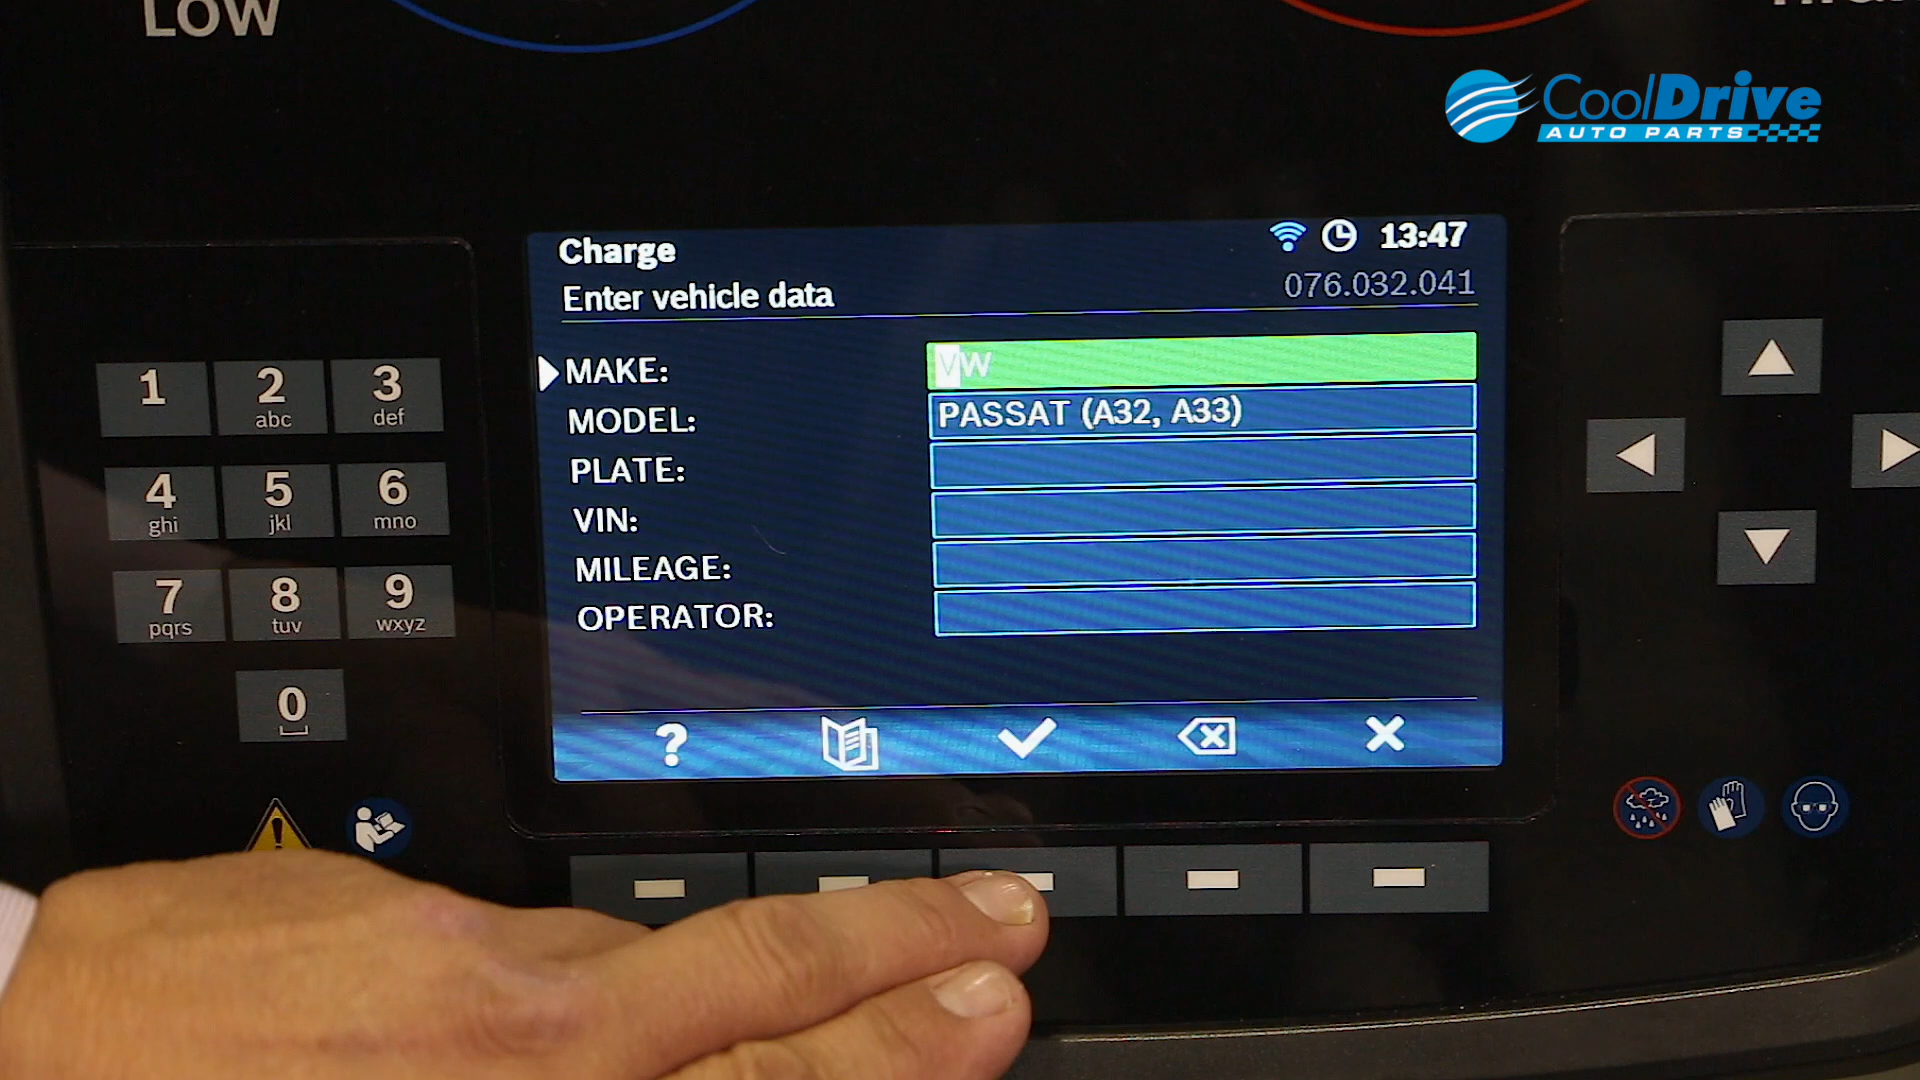 LOW
CoolDrive
AUTO PARTS
Charge
13:47
Enter vehicle data
076.032.041
MAKE: VW
MODEL: PASSAT (A32, A33)
PLATE:
VIN:
MILEAGE:
OPERATOR:
?
1
2 abc
3 def
4 ghi
5 jkl
6 mno
7 pqrs
8 tuv
9 wxyz
0